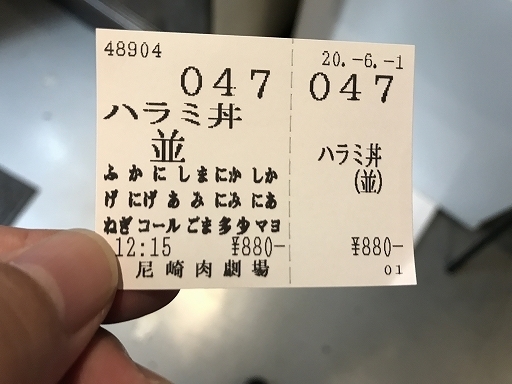 48904
047
ハラミ丼
並
ふ か に し まに か し か
げ に げ あ み に み に あ
ねぎ コール ごま 多 少 マヨ
12:15 ¥880-
尼崎肉劇場
20.-6.-1
047
ハラミ丼
(並)
¥880-
01